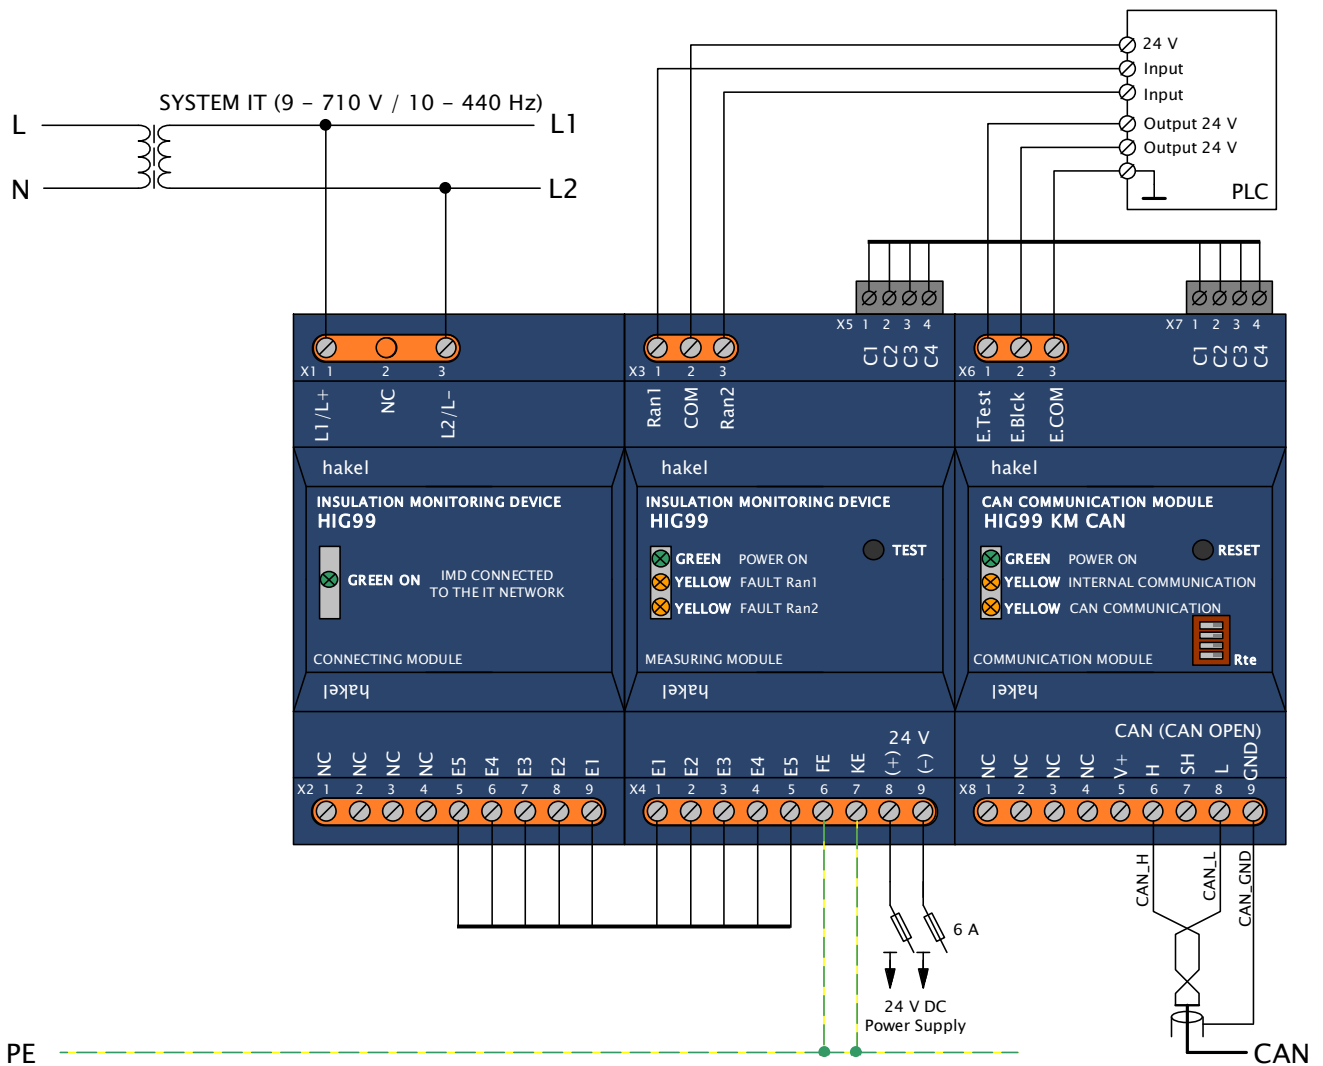 24 V
Input
Input
Output 24 V
Output 24 V
PLC
SYSTEM IT (9 – 710 V / 10 – 440 Hz)
L
L1
N
L2
X5 1 2 3 4
C1 C2 C3 C4
X7 1 2 3 4
C1 C2 C3 C4
X1 1 2 3
L1/L+ NC L2/L-
X3 1 2 3
Ran1 COM Ran2
X6 1 2 3
E.Test E.Blck E.COM
hakel
INSULATION MONITORING DEVICE
HIG99
GREEN ON
IMD CONNECTED
TO THE IT NETWORK
CONNECTING MODULE
hakel
hakel
INSULATION MONITORING DEVICE
HIG99
TEST
GREEN POWER ON
YELLOW FAULT Ran1
YELLOW FAULT Ran2
MEASURING MODULE
hakel
hakel
CAN COMMUNICATION MODULE
HIG99 KM CAN
RESET
GREEN POWER ON
YELLOW INTERNAL COMMUNICATION
YELLOW CAN COMMUNICATION
COMMUNICATION MODULE
Rte
hakel
NC NC NC NC E5 E4 E3 E2 E1
X2 1 2 3 4 5 6 7 8 9
24 V
E1 E2 E3 E4 E5 FE KE (+) (-)
X4 1 2 3 4 5 6 7 8 9
CAN (CAN OPEN)
NC NC NC NC V+ H SH L GND
X8 1 2 3 4 5 6 7 8 9
CAN_H
CAN_L
CAN_GND
6 A
24 V DC
Power Supply
PE
CAN